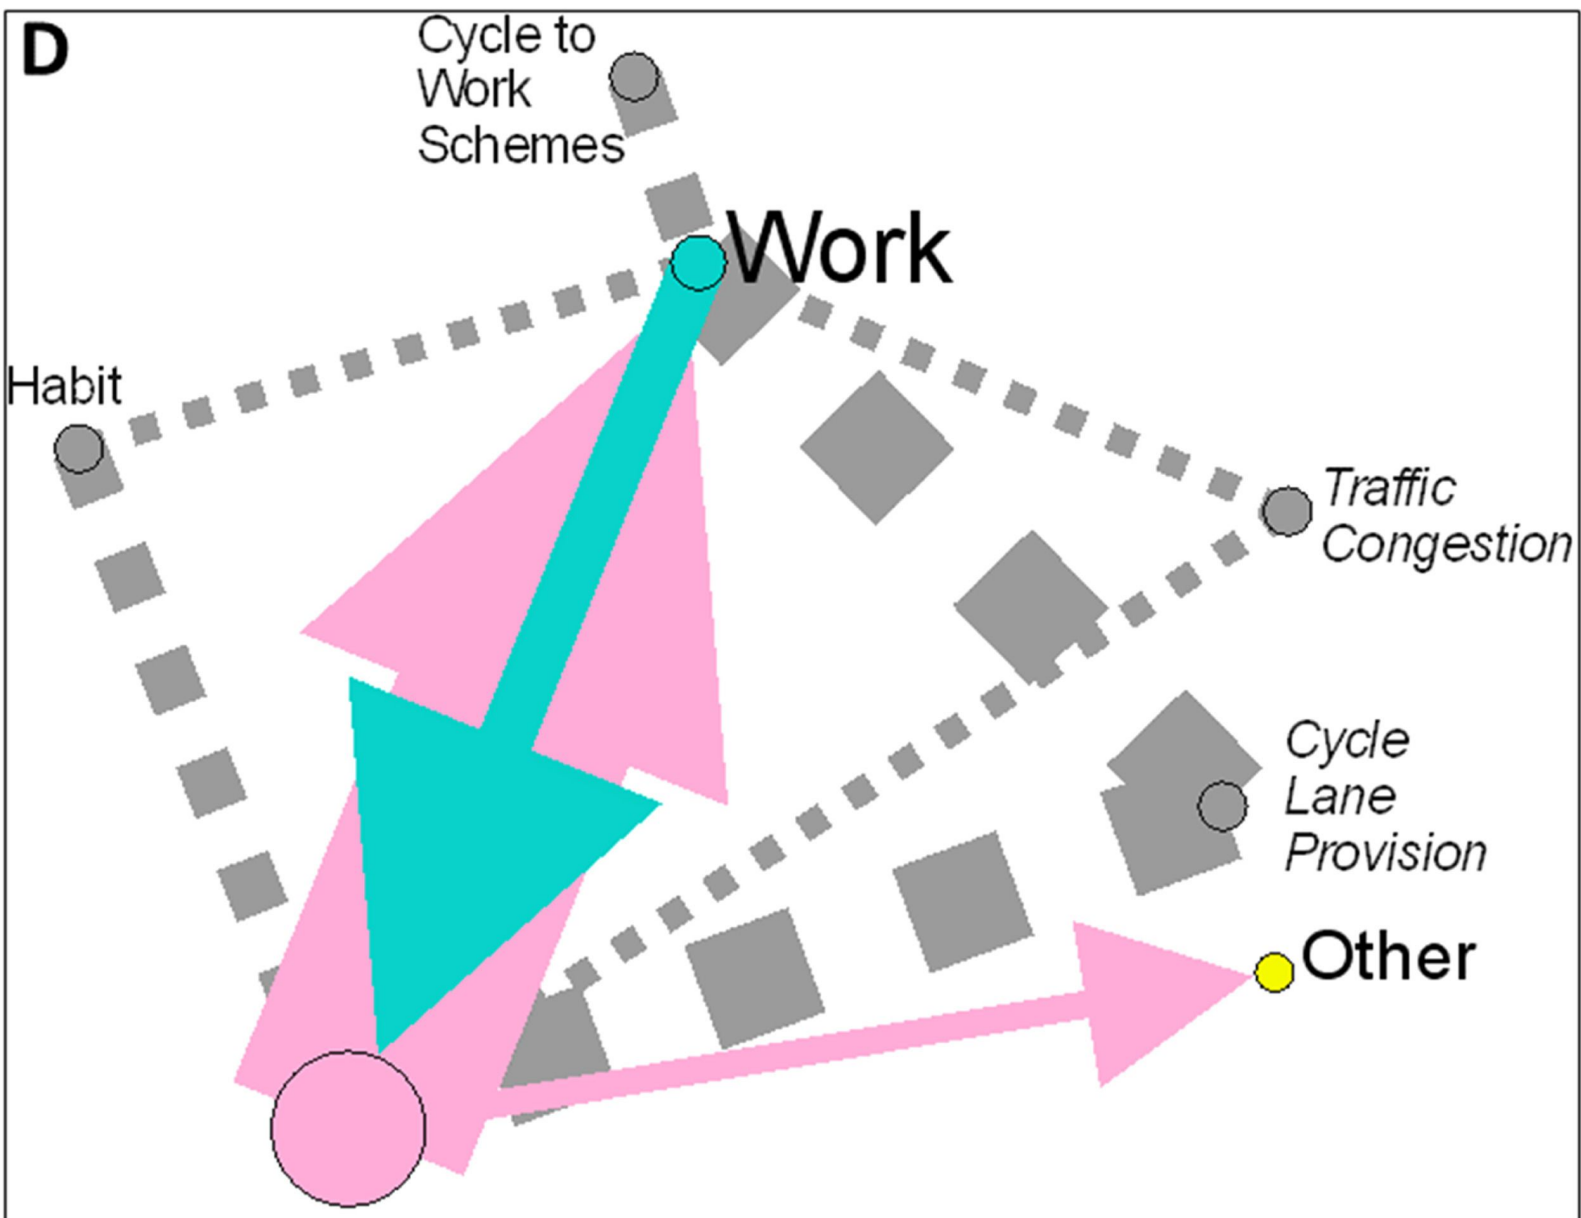 D
Cycle to
Work
Schemes
Work
Habit
Traffic
Congestion
Cycle
Lane
Provision
Other